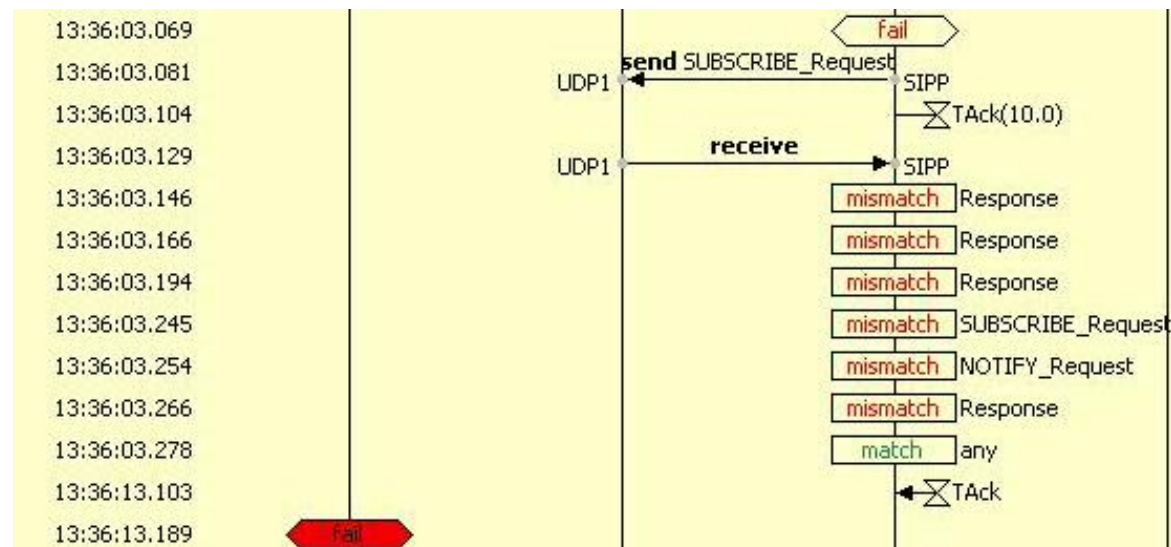 13:36:03.069 fail
send SUBSCRIBE_Request
13:36:03.081 UDP1 SIPP
13:36:03.104 TAck(10.0)
receive
13:36:03.129 UDP1 SIPP
13:36:03.146 mismatch Response
13:36:03.166 mismatch Response
13:36:03.194 mismatch Response
13:36:03.245 mismatch SUBSCRIBE_Request
13:36:03.254 mismatch NOTIFY_Request
13:36:03.266 mismatch Response
13:36:03.278 match any
13:36:13.103 TAck
13:36:13.189 fail